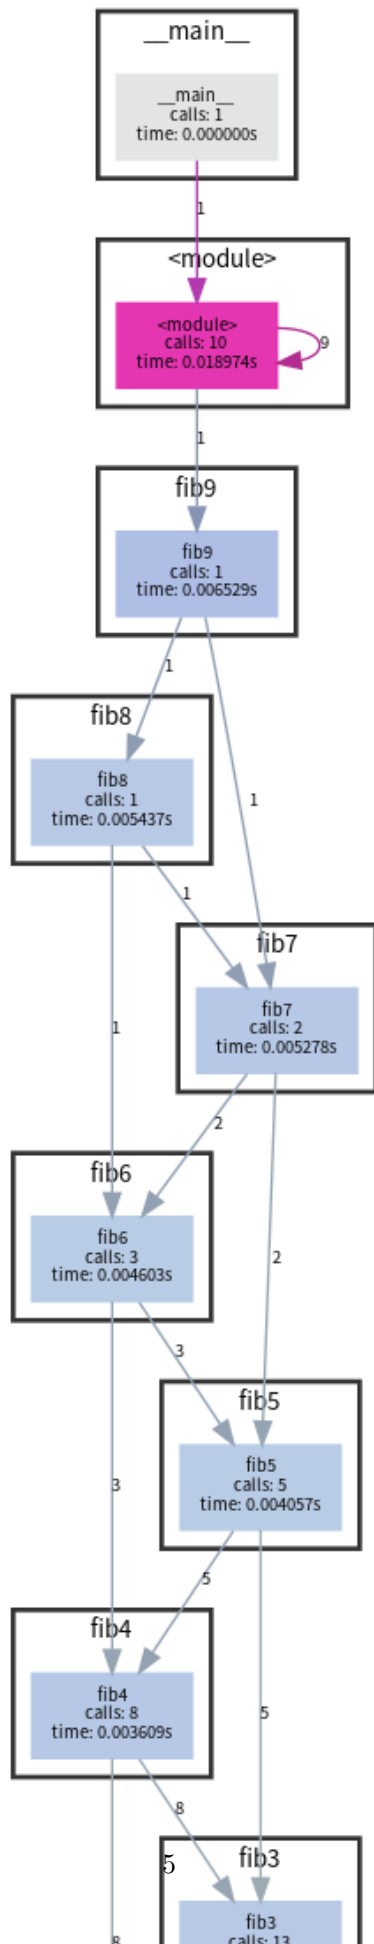 __main__
__main__
calls: 1
time: 0.000000s
1
<module>
<module>
calls: 10
time: 0.018974s
9
1
fib9
fib9
calls: 1
time: 0.006529s
1
fib8
fib8
calls: 1
time: 0.005437s
1
1
fib7
fib7
calls: 2
time: 0.005278s
1
2
fib6
fib6
calls: 3
time: 0.004603s
2
3
fib5
fib5
calls: 5
time: 0.004057s
3
5
fib4
fib4
calls: 8
time: 0.003609s
5
8
5
fib3
fib3
calls: 13
8